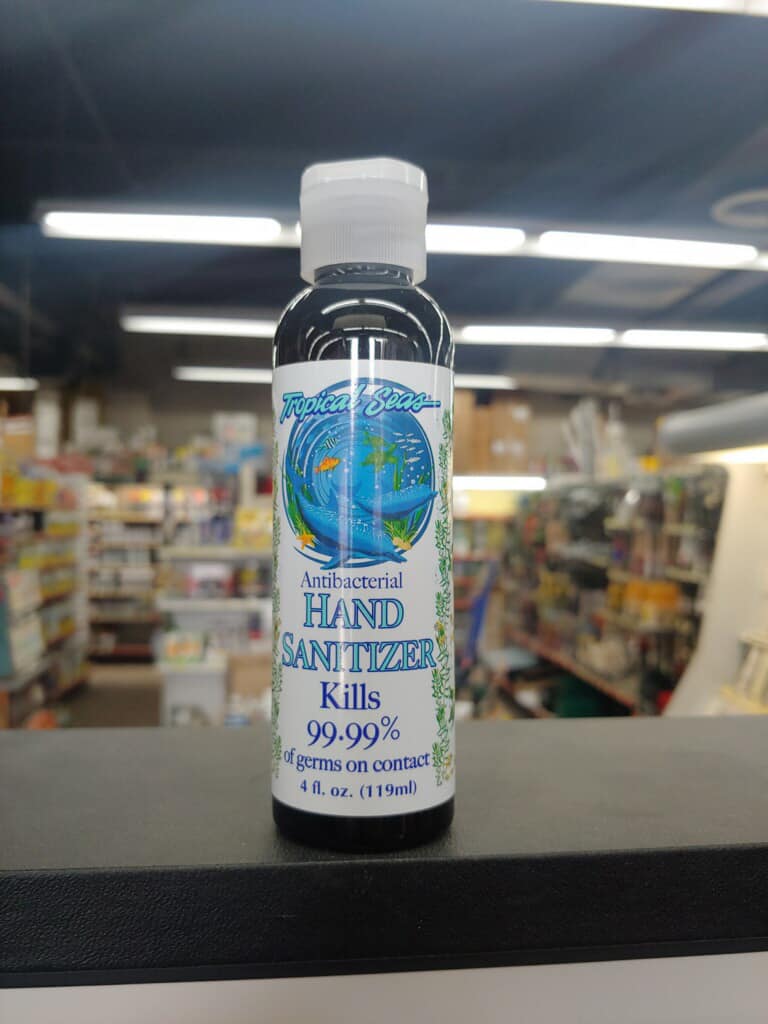 Tropical Seas
Antibacterial
HAND
SANITIZER
Kills
99.99%
of germs on contact
4 fl. oz. (119ml)